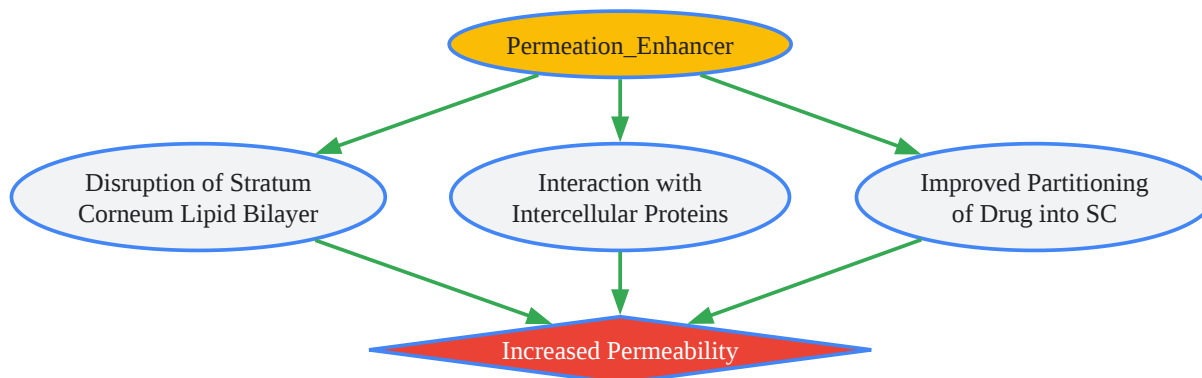 Permeation_Enhancer
Disruption of Stratum
Corneum Lipid Bilayer
Interaction with
Intercellular Proteins
Improved Partitioning
of Drug into SC
Increased Permeability